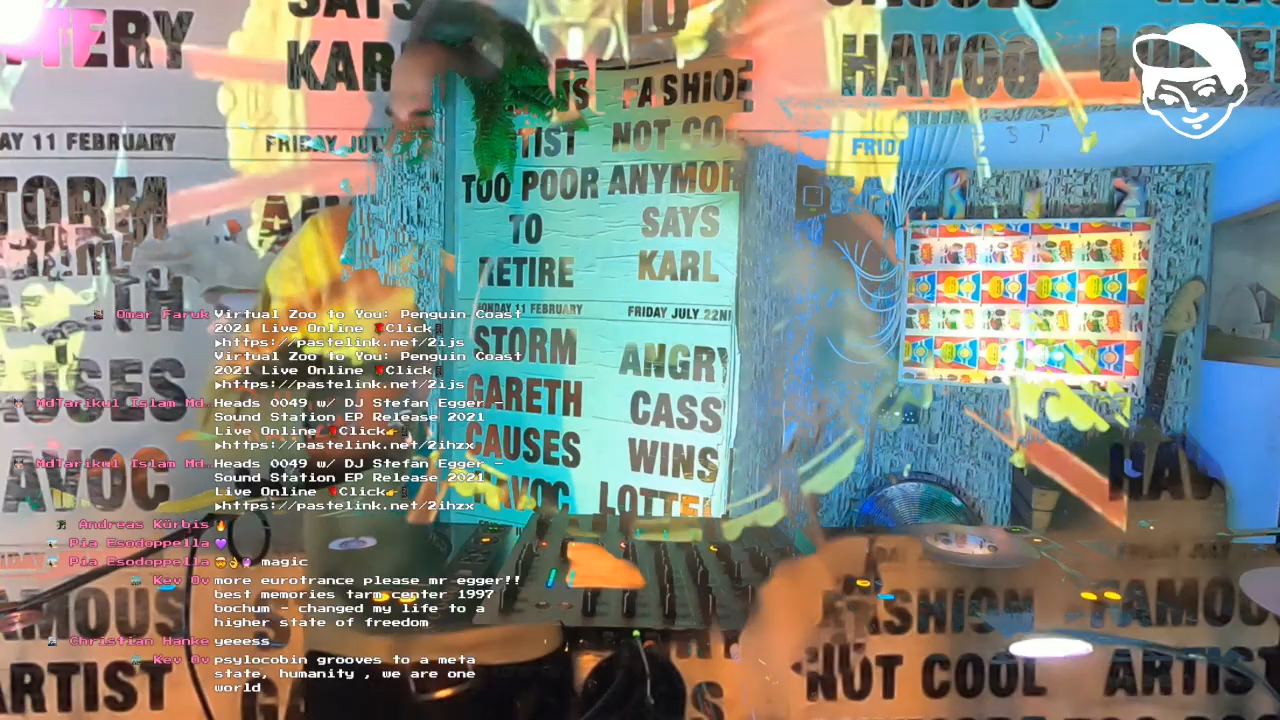 SAYS
TO
CAUSES
ERY
KAR
FASHION
HAVOC
AY 11 FEBRUARY
FRIDAY JULY
TIST
NOT CO
FRID
STORM
TOO POOR
ANYMOR
TO
SAYS
RETIRE
KARL
MONDAY 11 FEBRUARY
FRIDAY JULY 22N
STORM
ANGRY
GARETH
CASS
CAUSES
WINS
HAVOC
LOTTE
USES
AVOC
HAV
Omar Faruk Virtual Zoo to You: Penguin Coast
2021 Live Online Click
https://pastelink.net/2ijs
Virtual Zoo to You: Penguin Coast
2021 Live Online Click
https://pastelink.net/2ijs
MdTarikul Islam Md. Heads 0049 w/ DJ Stefan Egger -
Sound Station EP Release 2021
Live Online Click
https://pastelink.net/2ihzx
MdTarikul Islam Md. Heads 0049 w/ DJ Stefan Egger -
Sound Station EP Release 2021
Live Online Click
https://pastelink.net/2ihzx
Andreas Kürbis 🔥
Pia Esodoppella 💜
Pia Esodoppella 🤯👌🔮 magic
Kev Ov more eurotrance please mr egger!!
best memories tarm center 1997
bochum - changed my life to a
higher state of freedom
Christian Hanke yeeess
Kev Ov psylocobin grooves to a meta
state, humanity , we are one
world
AMOUS
FASHION
FAMOU
ARTIST
NOT COOL
ARTIS